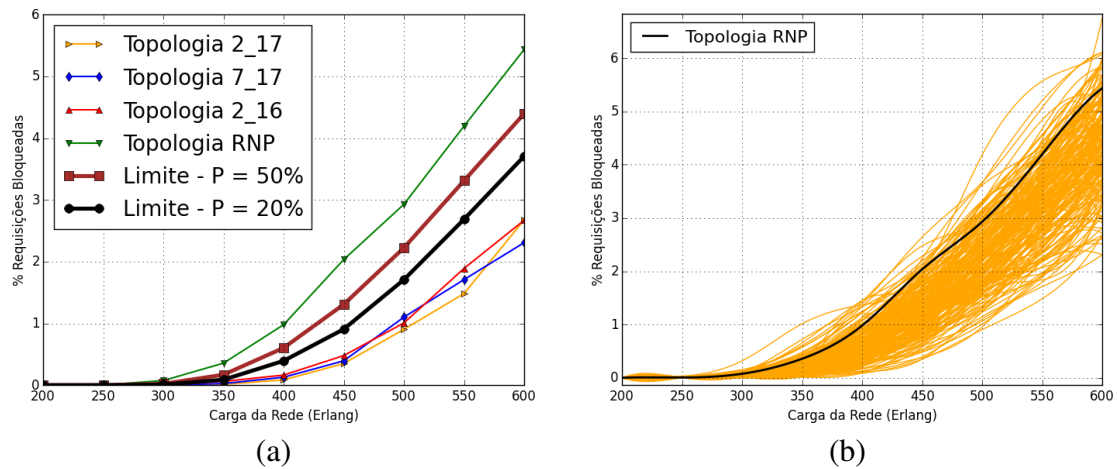 6
5
4
3
2
1
0
% Requisições Bloqueadas
Topologia 2_17
Topologia 7_17
Topologia 2_16
Topologia RNP
Limite - P = 50%
Limite - P = 20%
200 250 300 350 400 450 500 550 600
Carga da Rede (Erlang)
(a)
6
5
4
3
2
1
0
% Requisições Bloqueadas
Topologia RNP
200 250 300 350 400 450 500 550 600
Carga da Rede (Erlang)
(b)